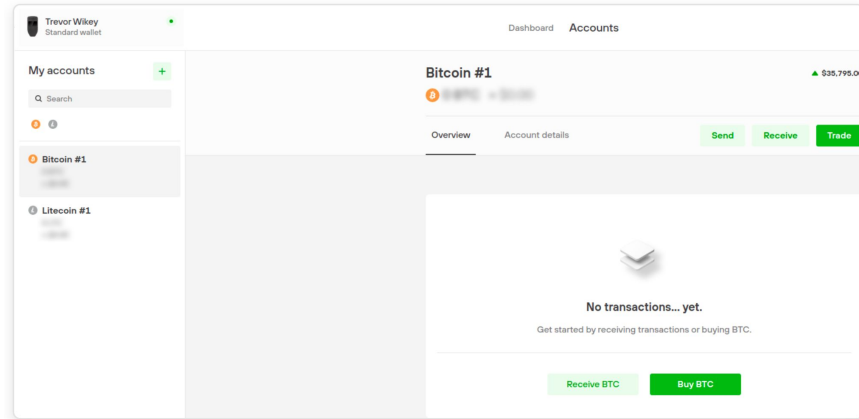 Trevor Wikey
Standard wallet
Dashboard Accounts
My accounts +
Search
Bitcoin #1
Litecoin #1
Bitcoin #1
$35,795.00
Overview Account details Send Receive Trade
No transactions... yet.
Get started by receiving transactions or buying BTC.
Receive BTC Buy BTC